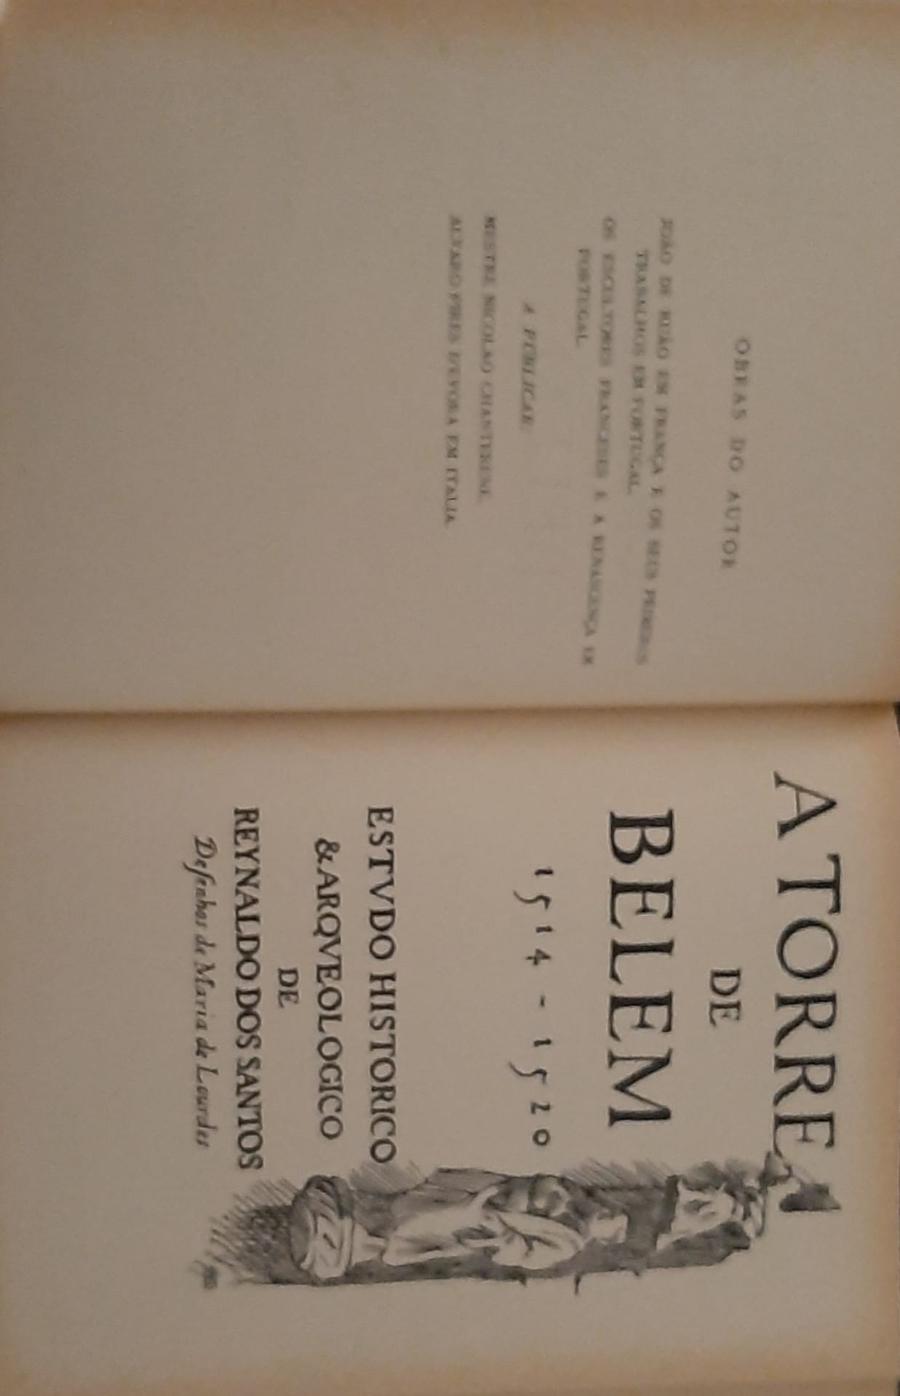 OBRAS DO AUTOR
JOÃO DE RUÃO EM FRANÇA E OS SEUS PRIMEIROS
TRABALHOS EM PORTUGAL.
OS ESCULTORES FRANCESES E A RENASCENÇA EM
PORTUGAL.
A PUBLICAR:
MESTRE NICOLAO CHANTERENE.
ALVARO PIRES D'EVORA EM ITALIA.
A TORRE
DE
BELEM
1514 - 1520
ESTVDO HISTORICO
& ARQVEOLOGICO
DE
REYNALDO DOS SANTOS
Desenhos de Maria de Lourdes